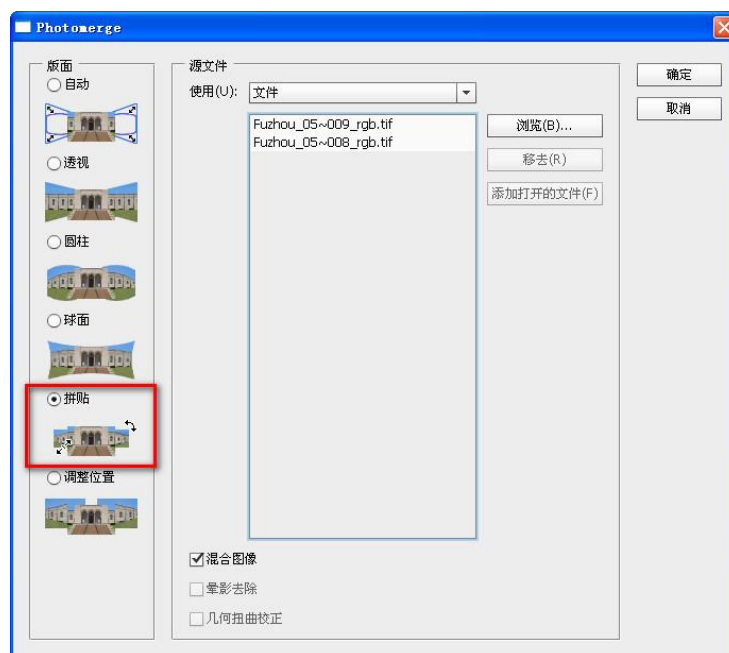 Photomerge
版面
自动
透视
圆柱
球面
拼贴
调整位置
源文件
使用(U):
文件
Fuzhou_05~009_rgb.tif
Fuzhou_05~008_rgb.tif
浏览(B)...
移去(R)
添加打开的文件(F)
混合图像
晕影去除
几何扭曲校正
确定
取消